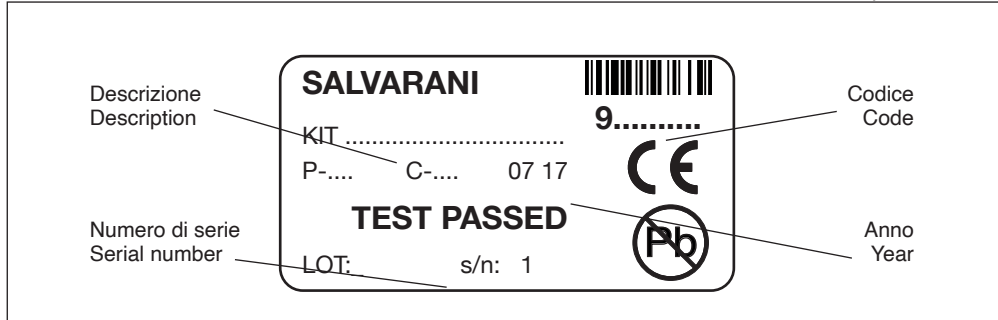 Descrizione
Description
Numero di serie
Serial number
SALVARANI
9..........
KIT ...............................
P-.... C-.... 07 17
CE
TEST PASSED
Pb
LOT:_ s/n: 1
Codice
Code
Anno
Year